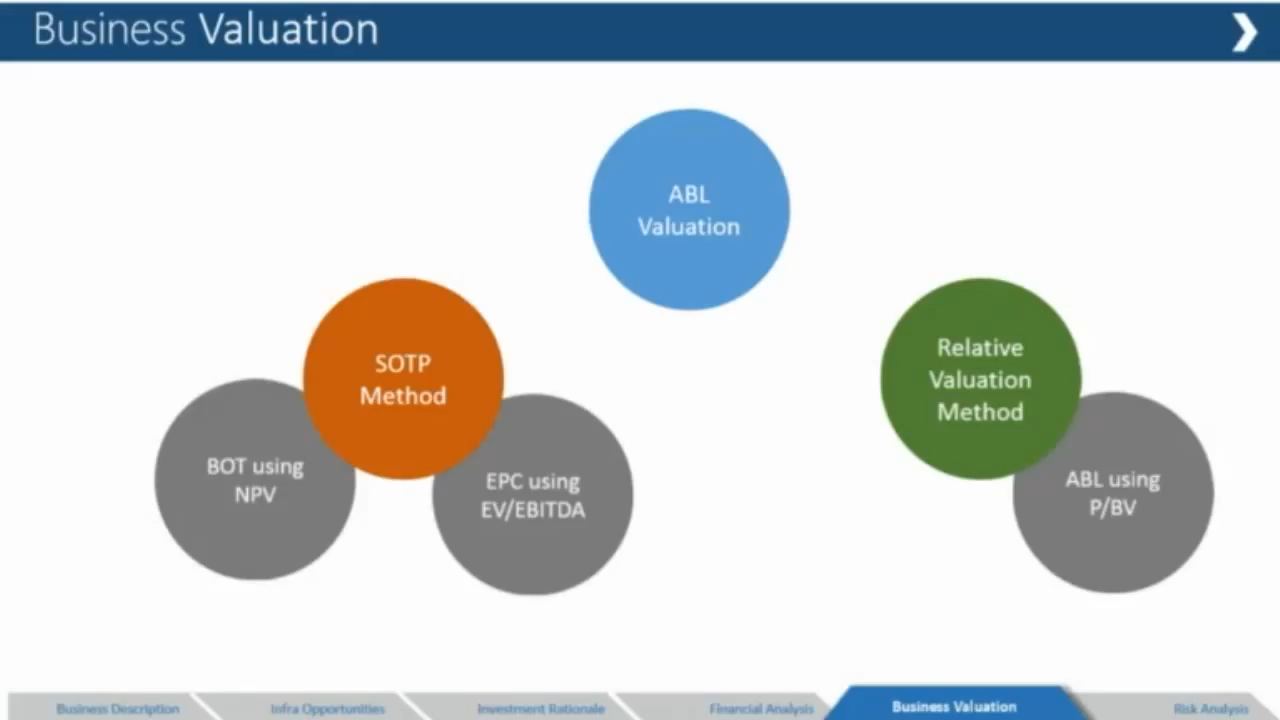 Business Valuation
ABL
Valuation
SOTP
Method
BOT using
NPV
EPC using
EV/EBITDA
Relative
Valuation
Method
ABL using
P/BV
Business Description
Infra Opportunities
Investment Rationale
Financial Analysis
Business Valuation
Risk Analysis